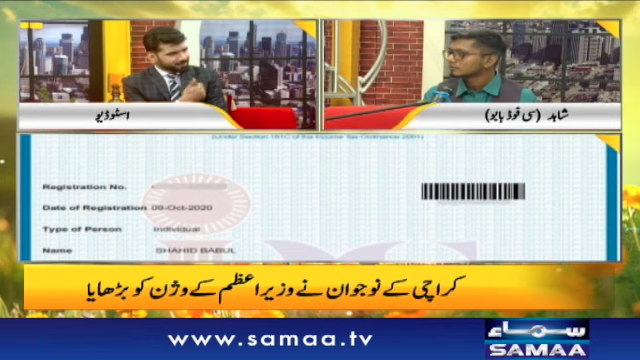 اسٹوڈیو
شاہد (سی فوڈ بابو)
(Under Section 181C of the Income Tax Ordinance 2001)
Registration No.
Date of Registration 09-Oct-2020
Type of Person Individual
Name SHAHID BABUL
کراچی کے نوجوان نے وزیراعظم کے وژن کو بڑھایا
www.samaa.tv
سماء
SAMAA